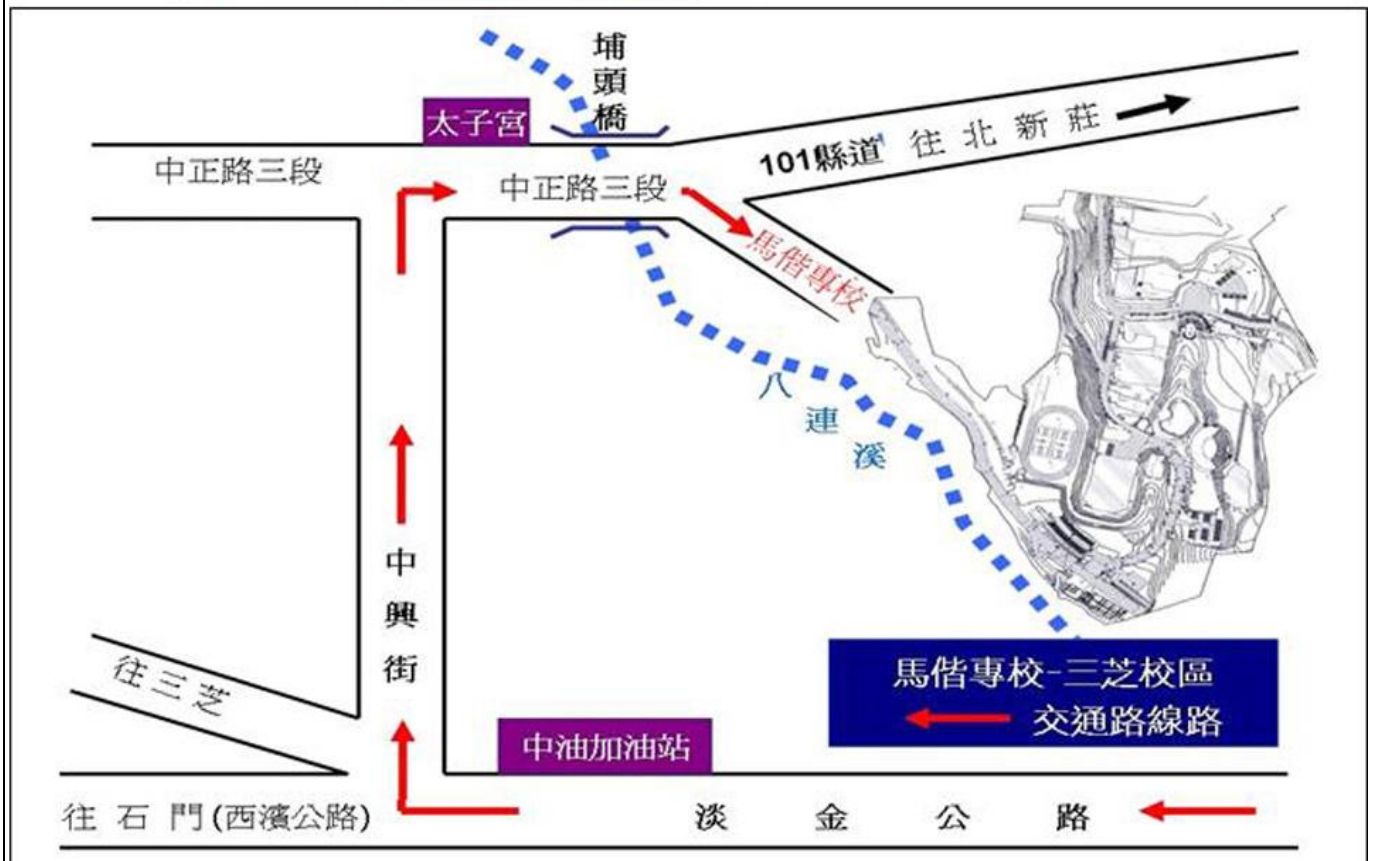 埔頭橋
太子宮
中正路三段
中正路三段
101縣道 往北新莊
馬偕專校
八連溪
中興街
往三芝
馬偕專校-三芝校區
交通路線路
中油加油站
往石門(西濱公路)
淡金公路